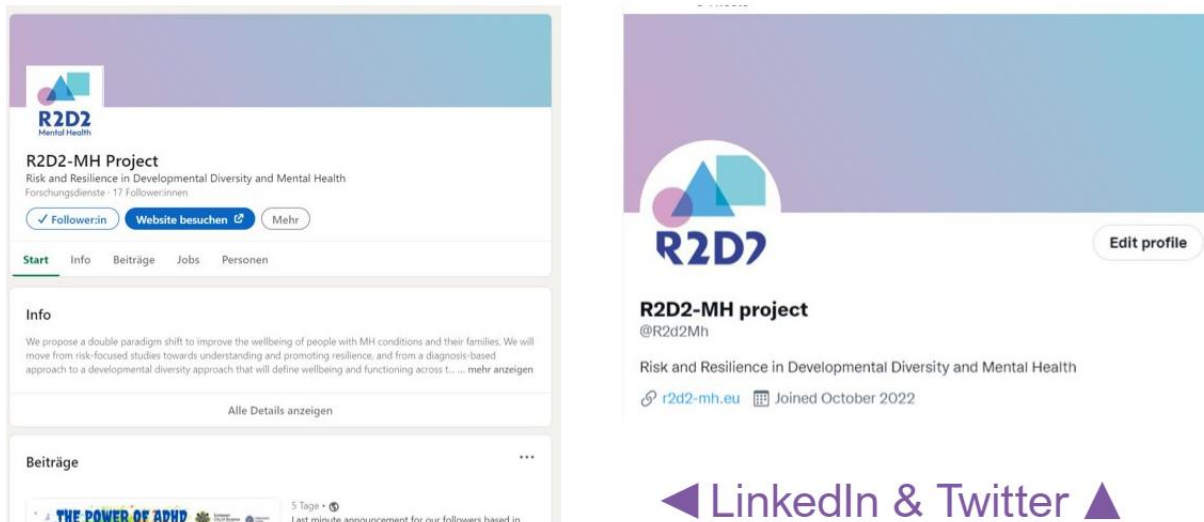 R2D2
Mental Health
R2D2-MH Project
Risk and Resilience in Developmental Diversity and Mental Health
Forschungsdienste · 17 Follower:innen
✓ Follower:in
Website besuchen
Mehr
Start Info Beiträge Jobs Personen
Info
We propose a double paradigm shift to improve the wellbeing of people with MH conditions and their families. We will
move from risk-focused studies towards understanding and promoting resilience, and from a diagnosis-based
approach to a developmental diversity approach that will define wellbeing and functioning across t... ... mehr anzeigen
Alle Details anzeigen
Beiträge
THE POWER OF ADHD
5 Tage •
Last minute announcement for our followers based in
R2D2
Edit profile
R2D2-MH project
@R2d2Mh
Risk and Resilience in Developmental Diversity and Mental Health
r2d2-mh.eu Joined October 2022
◀ LinkedIn & Twitter ▲